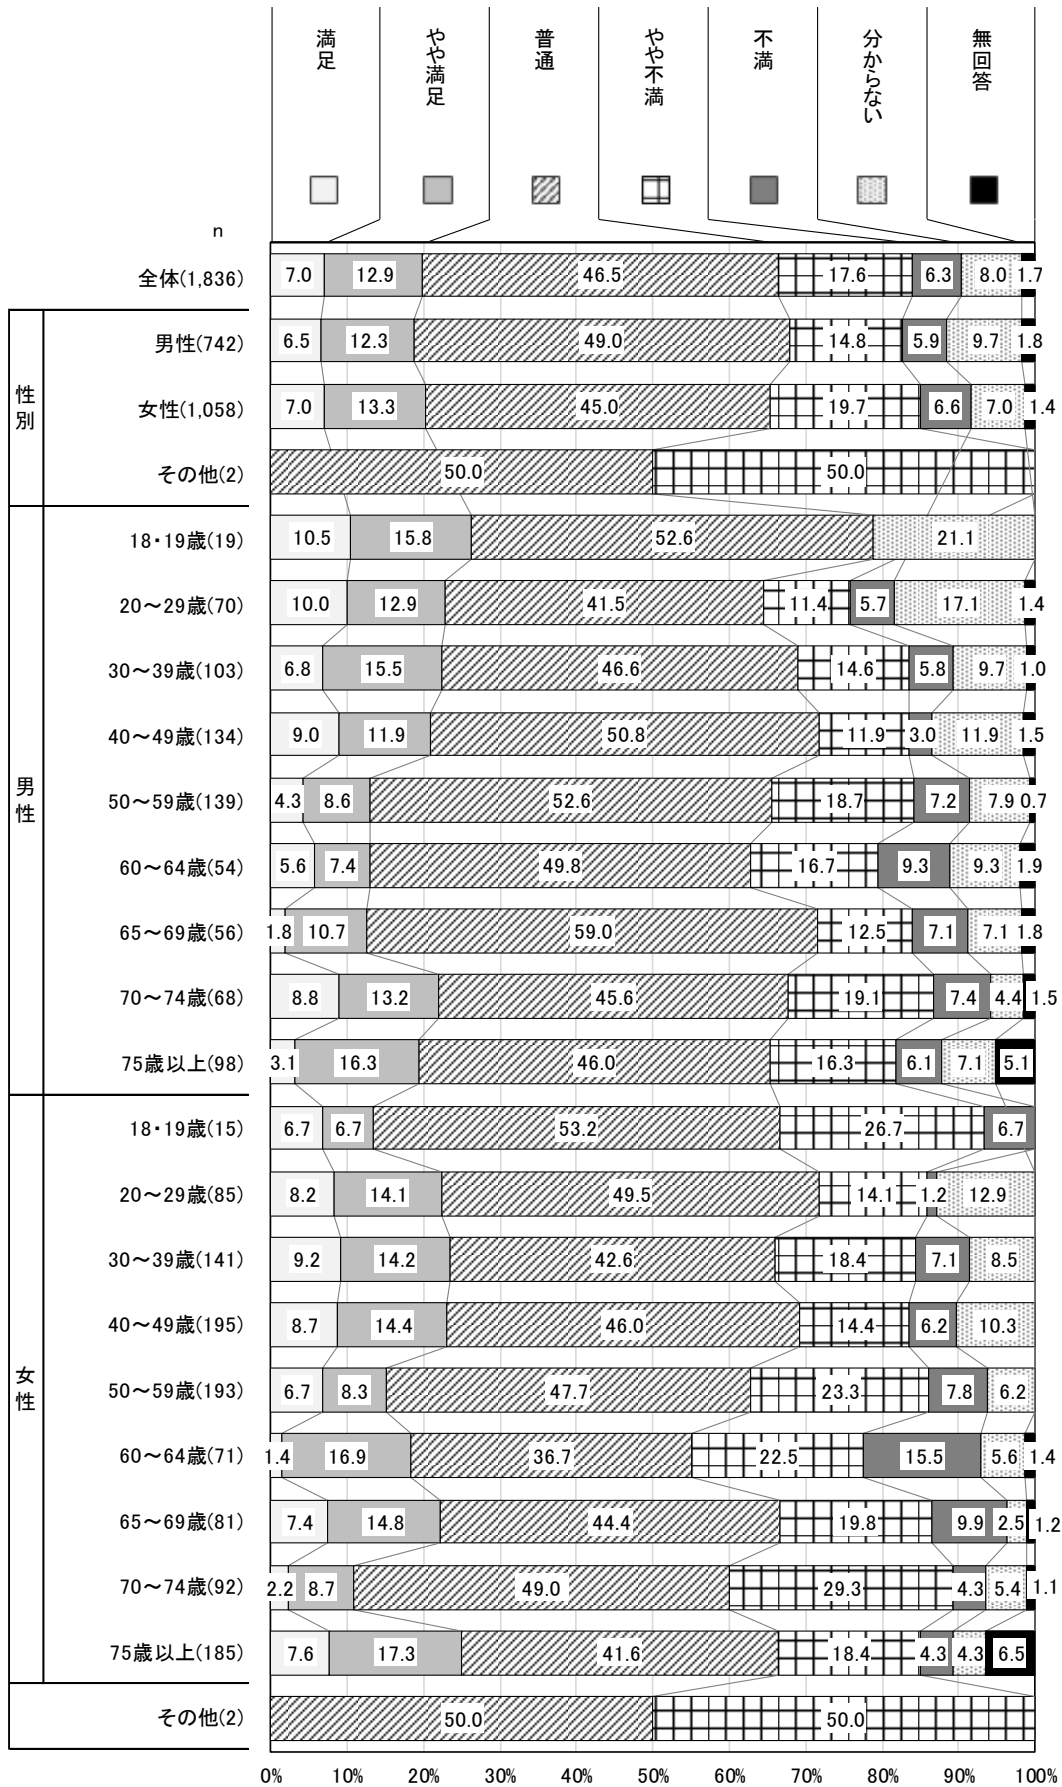 満足 やや満足 普通 やや不満 不満 分からない 無回答
n
全体(1,836) 7.0 12.9 46.5 17.6 6.3 8.0 1.7
性別
男性(742) 6.5 12.3 49.0 14.8 5.9 9.7 1.8
女性(1,058) 7.0 13.3 45.0 19.7 6.6 7.0 1.4
その他(2) 50.0 50.0
男性
18・19歳(19) 10.5 15.8 52.6 21.1
20～29歳(70) 10.0 12.9 41.5 11.4 5.7 17.1 1.4
30～39歳(103) 6.8 15.5 46.6 14.6 5.8 9.7 1.0
40～49歳(134) 9.0 11.9 50.8 11.9 3.0 11.9 1.5
50～59歳(139) 4.3 8.6 52.6 18.7 7.2 7.9 0.7
60～64歳(54) 5.6 7.4 49.8 16.7 9.3 9.3 1.9
65～69歳(56) 1.8 10.7 59.0 12.5 7.1 7.1 1.8
70～74歳(68) 8.8 13.2 45.6 19.1 7.4 4.4 1.5
75歳以上(98) 3.1 16.3 46.0 16.3 6.1 7.1 5.1
女性
18・19歳(15) 6.7 6.7 53.2 26.7 6.7
20～29歳(85) 8.2 14.1 49.5 14.1 1.2 12.9
30～39歳(141) 9.2 14.2 42.6 18.4 7.1 8.5
40～49歳(195) 8.7 14.4 46.0 14.4 6.2 10.3
50～59歳(193) 6.7 8.3 47.7 23.3 7.8 6.2
60～64歳(71) 1.4 16.9 36.7 22.5 15.5 5.6 1.4
65～69歳(81) 7.4 14.8 44.4 19.8 9.9 2.5 1.2
70～74歳(92) 2.2 8.7 49.0 29.3 4.3 5.4 1.1
75歳以上(185) 7.6 17.3 41.6 18.4 4.3 4.3 6.5
その他(2) 50.0 50.0
0% 10% 20% 30% 40% 50% 60% 70% 80% 90% 100%